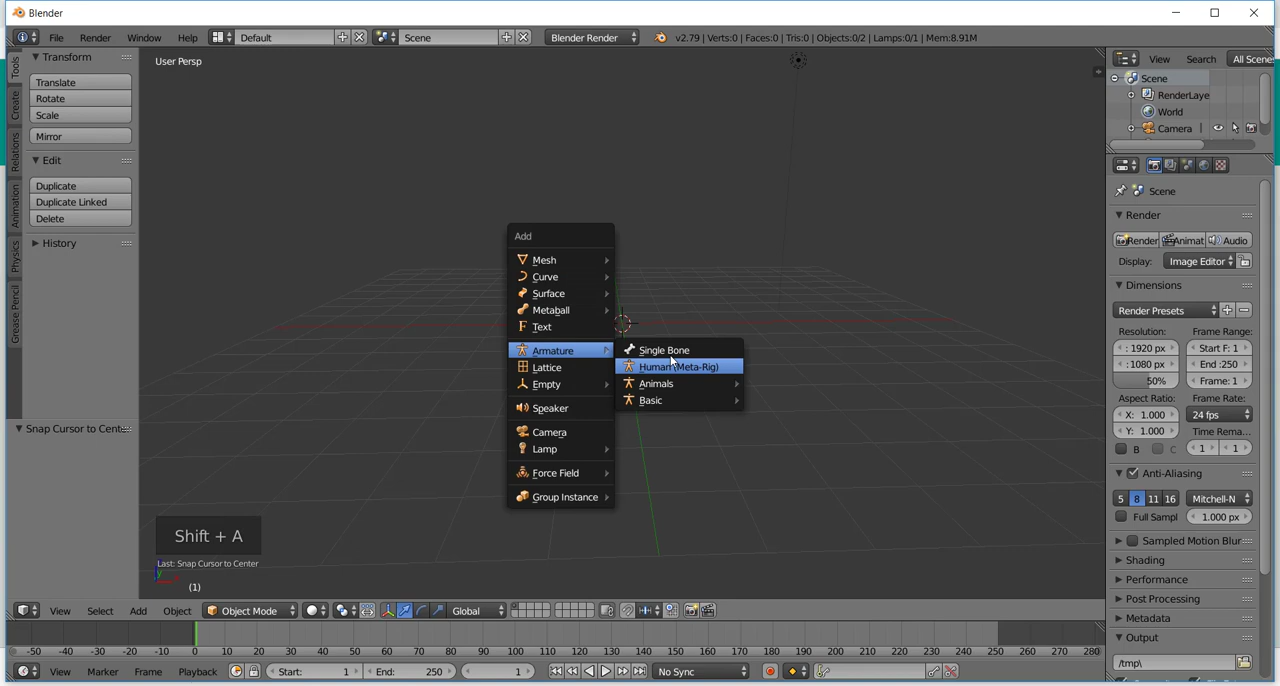 Blender
File Render Window Help Default Scene Blender Render v2.79 | Verts:0 | Faces:0 | Tris:0 | Objects:0/2 | Lamps:0/1 | Mem:8.91M
Tools
Create
Relations
Animation
Physics
Grease Pencil
Transform
Translate
Rotate
Scale
Mirror
Edit
Duplicate
Duplicate Linked
Delete
History
Snap Cursor to Cent...
User Persp
Add
Mesh
Curve
Surface
Metaball
Text
Armature
Lattice
Empty
Speaker
Camera
Lamp
Force Field
Group Instance
Single Bone
Human (Meta-Rig)
Animals
Basic
Shift + A
Last: Snap Cursor to Center
(1)
View Select Add Object Object Mode Global
-50 -40 -30 -20 -10 0 10 20 30 40 50 60 70 80 90 100 110 120 130 140 150 160 170 180 190 200 210 220 230 240 250 260 270 280
View Marker Frame Playback Start: 1 End: 250 1 No Sync
View Search All Scenes
Scene
RenderLaye
World
Camera
Scene
Render
Render Animat Audio
Display: Image Editor
Dimensions
Render Presets
Resolution: Frame Range:
: 1920 px Start F: 1
: 1080 px End :250
50% Frame: 1
Aspect Ratio: Frame Rate:
X: 1.000 24 fps
Y: 1.000 Time Rema...
B C 1 1
Anti-Aliasing
5 8 11 16 Mitchell-N
Full Sampl 1.000 px
Sampled Motion Blur
Shading
Performance
Post Processing
Metadata
Output
/tmp\